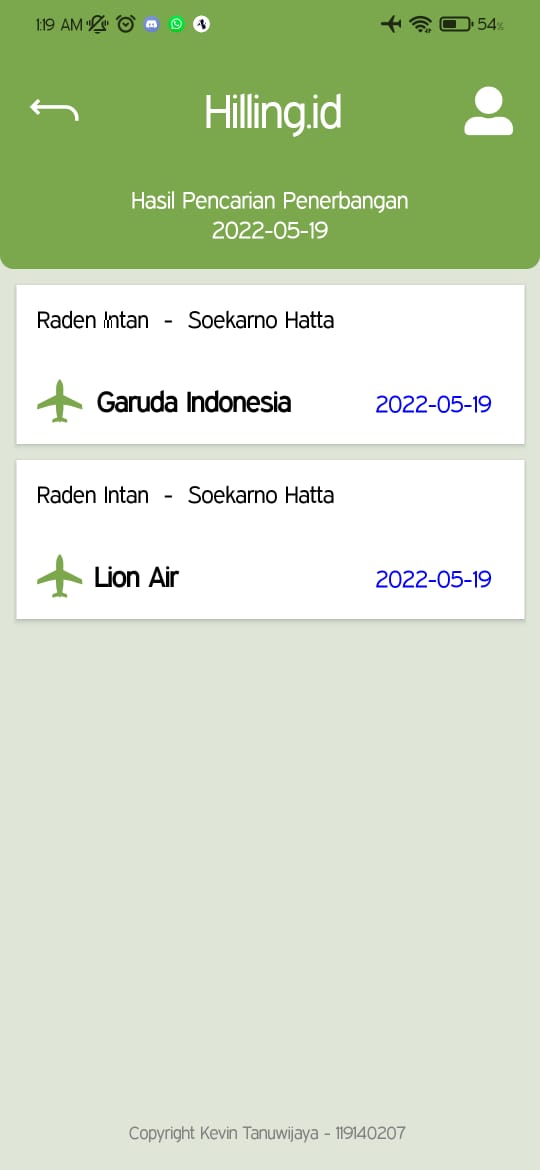 1:19 AM 54%
Hilling.id
Hasil Pencarian Penerbangan
2022-05-19
Raden Intan - Soekarno Hatta
Garuda Indonesia 2022-05-19
Raden Intan - Soekarno Hatta
Lion Air 2022-05-19
Copyright Kevin Tanuwijaya - 119140207